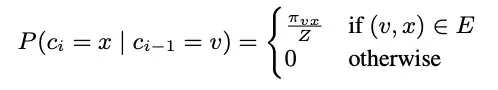 P(c_i = x | c_{i−1} = v) = { π_{vx}/Z if (v, x) ∈ E
0 otherwise